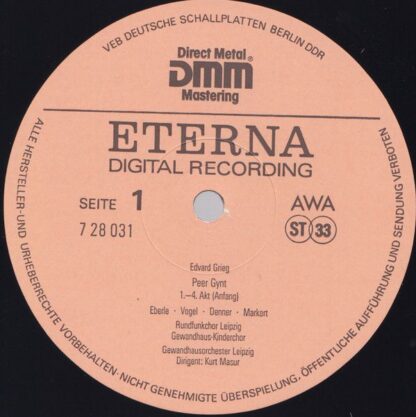 VEB DEUTSCHE SCHALLPLATTEN BERLIN DDR
Direct Metal
DMM®
Mastering
ETERNA
DIGITAL RECORDING
SEITE 1
AWA
7 28 031
ST 33
Edvard Grieg
Peer Gynt
1.—4. Akt (Anfang)
Eberle · Vogel · Denner · Markert
Rundfunkchor Leipzig
Gewandhaus-Kinderchor
Gewandhausorchester Leipzig
Dirigent: Kurt Masur
ALLE HERSTELLER- UND URHEBERRECHTE VORBEHALTEN · NICHT GENEHMIGTE ÜBERSPIELUNG, ÖFFENTLICHE AUFFÜHRUNG UND SENDUNG VERBOTEN